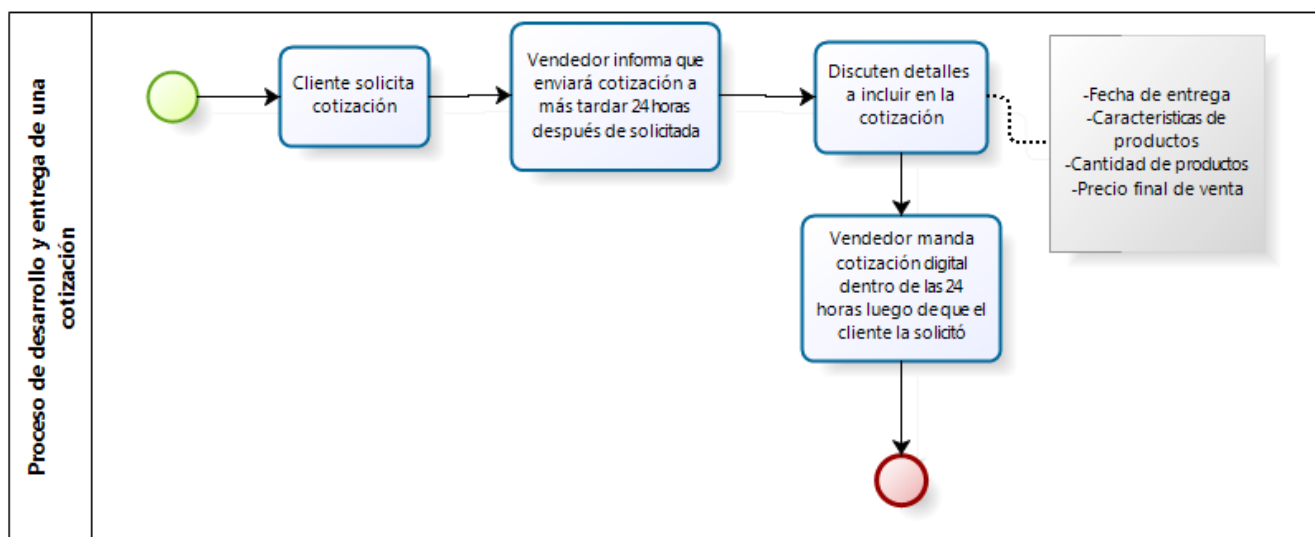 Proceso de desarrollo y entrega de una
cotización
Cliente solicita
cotización
Vendedor informa que
enviará cotización a
más tardar 24 horas
después de solicitada
Discuten detalles
a incluir en la
cotización
-Fecha de entrega
-Caracteristicas de
productos
-Cantidad de productos
-Precio final de venta
Vendedor manda
cotización digital
dentro de las 24
horas luego de que el
cliente la solicitó